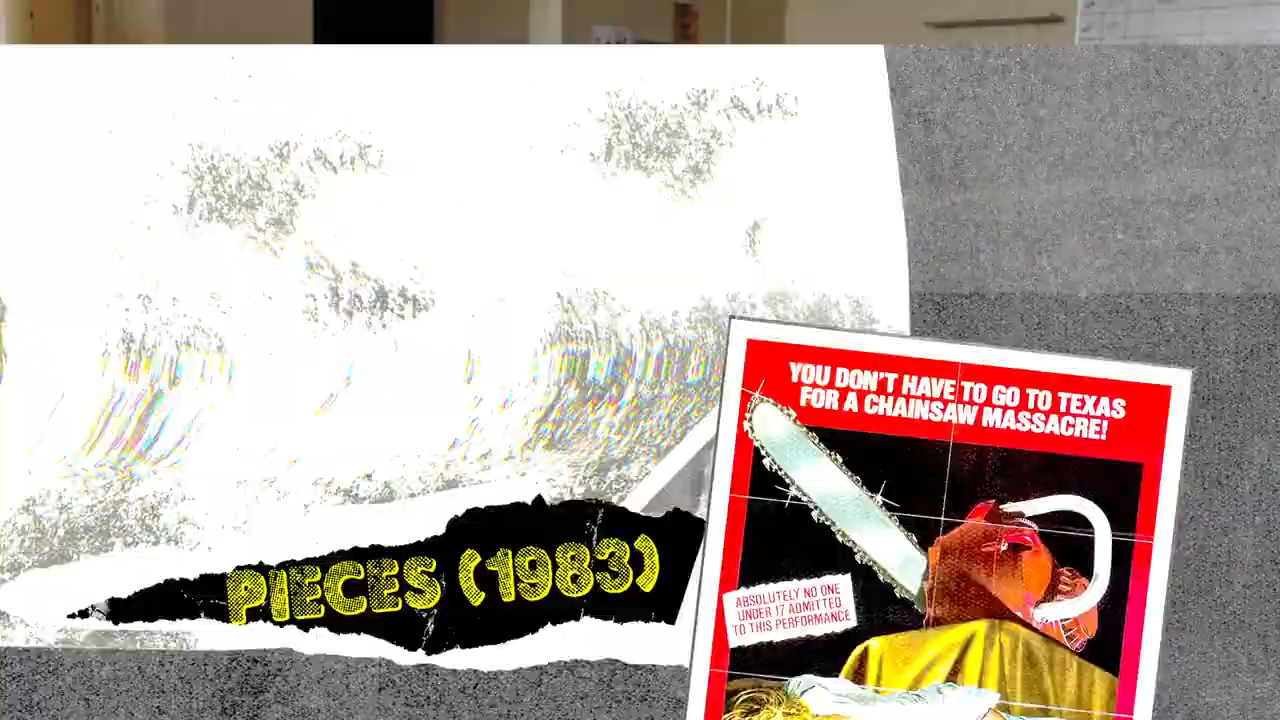 YOU DON'T HAVE TO GO TO TEXAS
FOR A CHAINSAW MASSACRE!
PIECES (1983)
ABSOLUTELY NO ONE
UNDER 17 ADMITTED
TO THIS PERFORMANCE